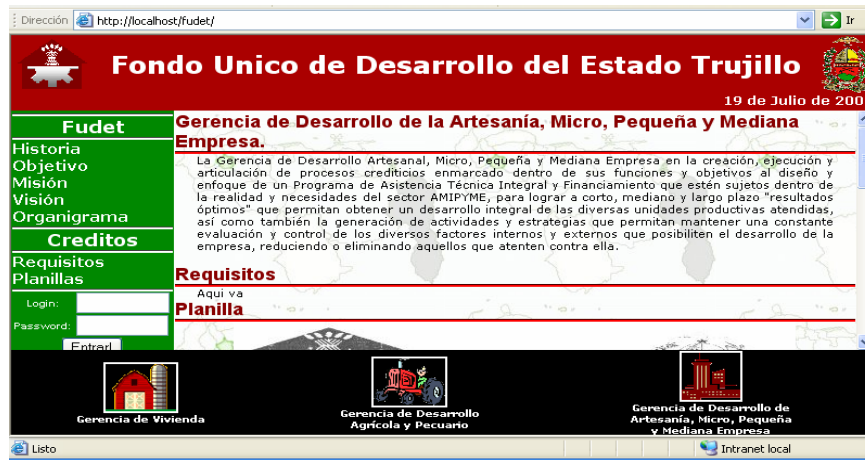 Dirección http://localhost/fudet/ Ir
Fondo Unico de Desarrollo del Estado Trujillo
19 de Julio de 200
Fudet
Historia
Objetivo
Misión
Visión
Organigrama
Creditos
Requisitos
Planillas
Login:
Password:
Entrar!
Gerencia de Desarrollo de la Artesanía, Micro, Pequeña y Mediana
Empresa.
La Gerencia de Desarrollo Artesanal, Micro, Pequeña y Mediana Empresa en la creación, ejecución y
articulación de procesos crediticios enmarcado dentro de sus funciones y objetivos al diseño y
enfoque de un Programa de Asistencia Técnica Integral y Financiamiento que estén sujetos dentro de
la realidad y necesidades del sector AMIPYME, para lograr a corto, mediano y largo plazo "resultados
óptimos" que permitan obtener un desarrollo integral de las diversas unidades productivas atendidas,
así como también la generación de actividades y estrategias que permitan mantener una constante
evaluación y control de los diversos factores internos y externos que posibiliten el desarrollo de la
empresa, reduciendo o eliminando aquellos que atenten contra ella.
Requisitos
Aqui va
Planilla
Gerencia de Vivienda
Gerencia de Desarrollo
Agrícola y Pecuario
Gerencia de Desarrollo de
Artesanía, Micro, Pequeña
y Mediana Empresa
Listo
Intranet local